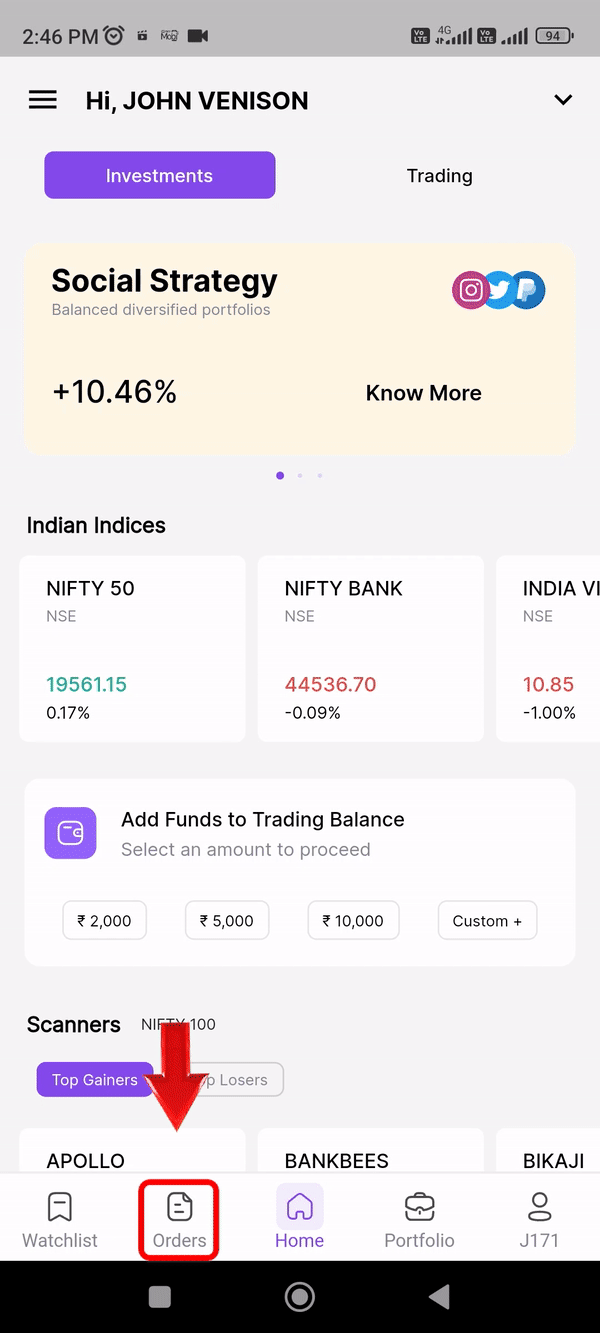 2:46 PM
4G
94
Hi, JOHN VENISON
Investments
Trading
Social Strategy
Balanced diversified portfolios
+10.46%
Know More
Indian Indices
NIFTY 50
NSE
19561.15
0.17%
NIFTY BANK
NSE
44536.70
-0.09%
INDIA VI
NSE
10.85
-1.00%
Add Funds to Trading Balance
Select an amount to proceed
₹ 2,000
₹ 5,000
₹ 10,000
Custom +
Scanners
NIFTY 100
Top Gainers
p Losers
APOLLO
BANKBEES
BIKAJI
Watchlist
Orders
Home
Portfolio
J171